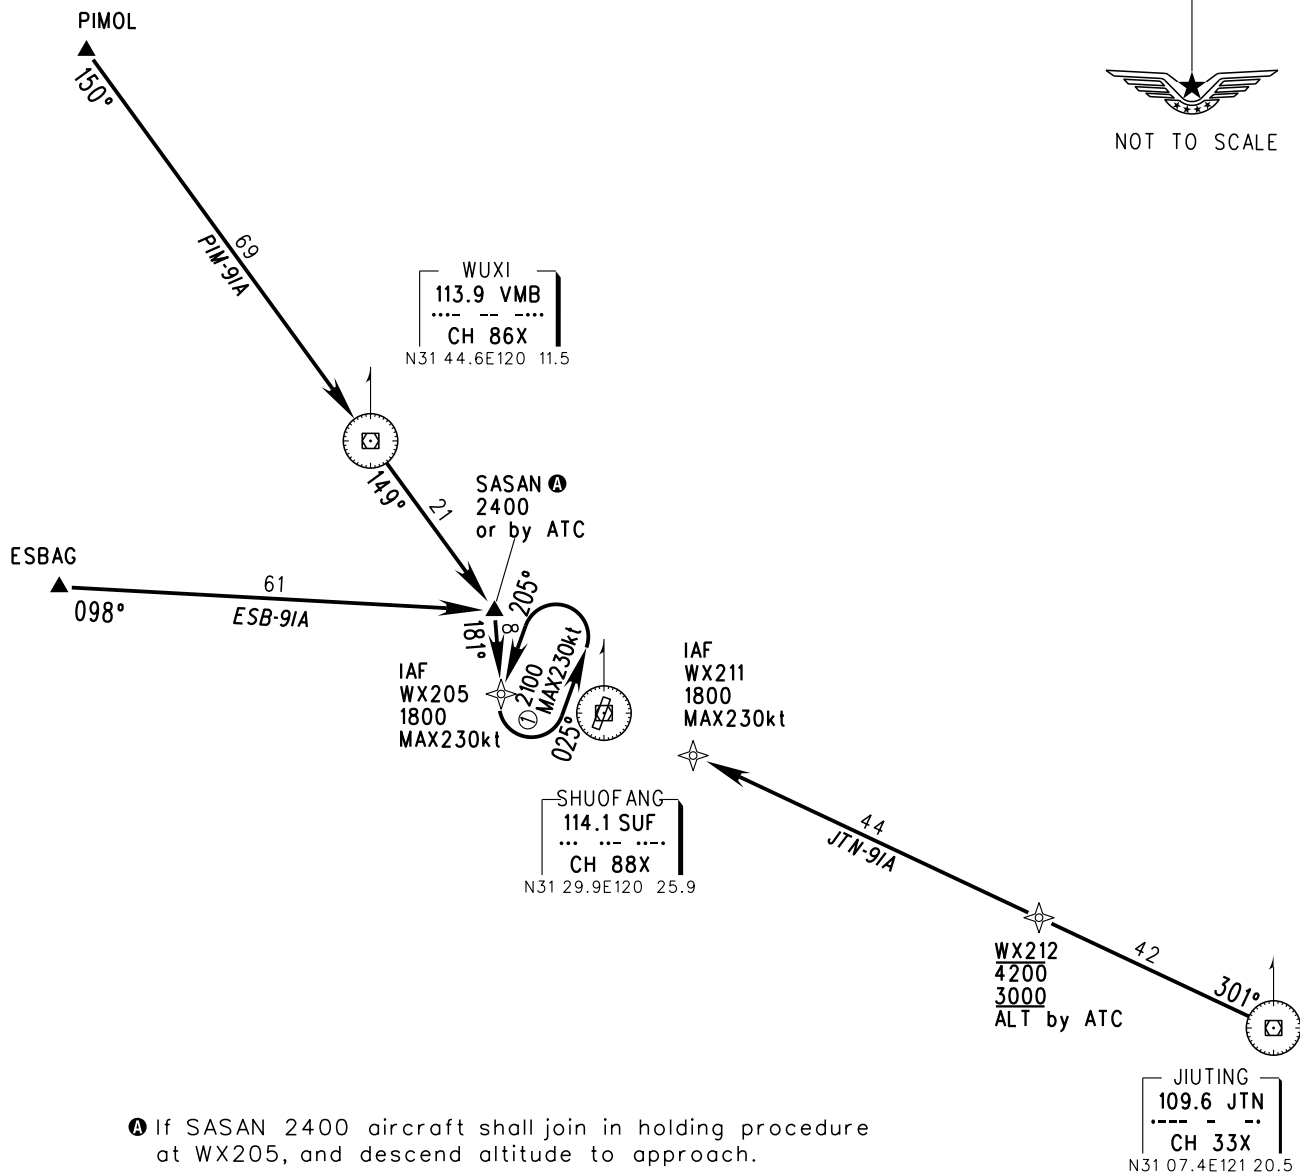 PIMOL
150°
NOT TO SCALE
69
PIM-91A
WUXI
113.9 VMB
···- -- -···
CH 86X
N31 44.6E120 11.5
149°
21
SASAN A
2400
or by ATC
ESBAG
098°
61
ESB-91A
205°
181°
8
IAF
WX205
1800
MAX230kt
1 2100
MAX230kt
025°
IAF
WX211
1800
MAX230kt
SHUOFANG
114.1 SUF
··· ··- ··-·
CH 88X
N31 29.9E120 25.9
44
JTN-91A
WX212
4200
3000
ALT by ATC
42
301°
JIUTING
109.6 JTN
·--- - -·
CH 33X
N31 07.4E121 20.5
A If SASAN 2400 aircraft shall join in holding procedure
at WX205, and descend altitude to approach.